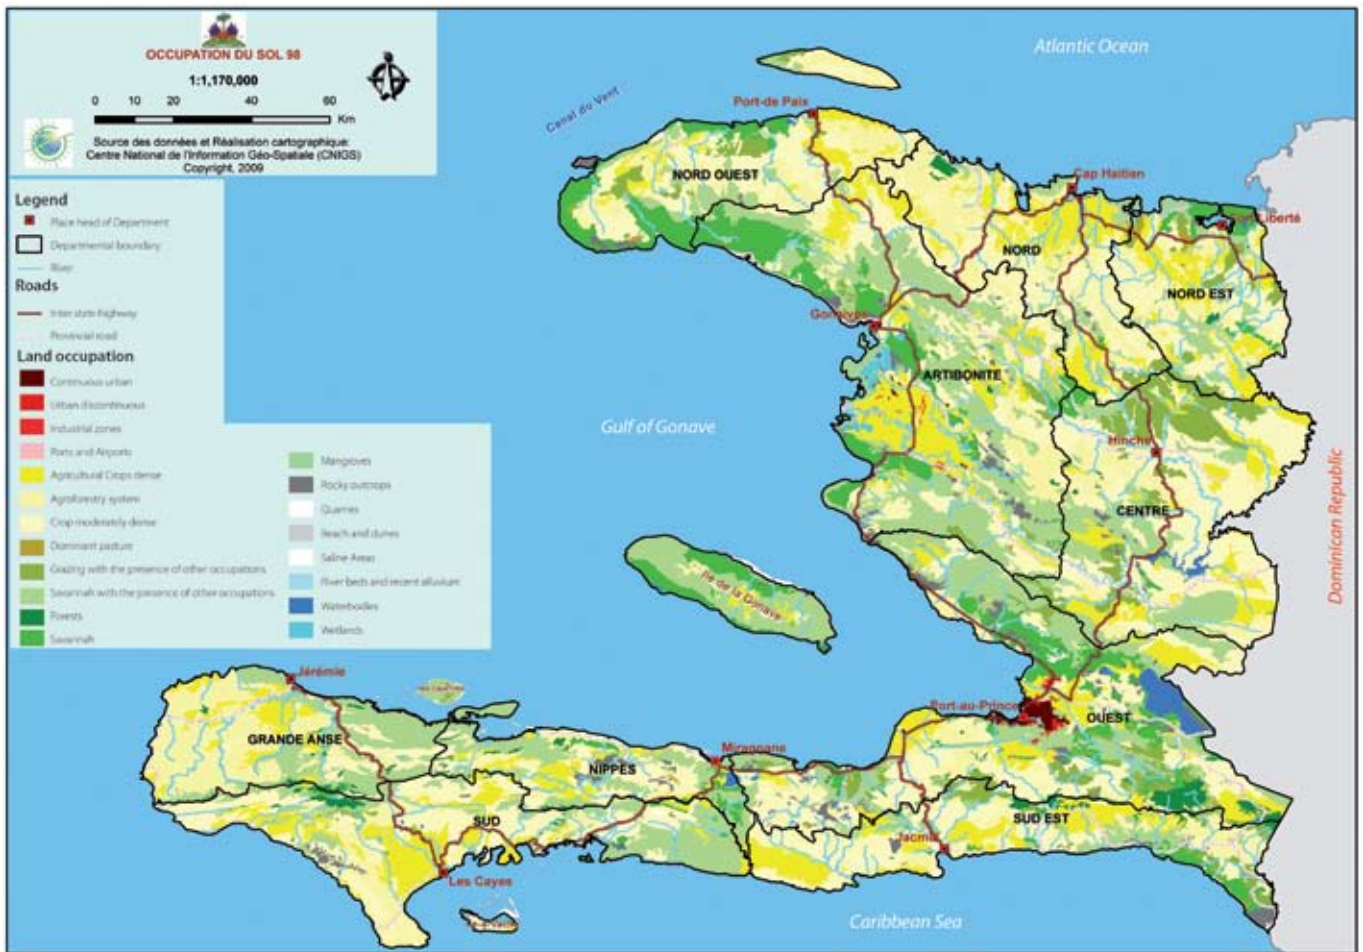 OCCUPATION DU SOL 98
1:1,170,000
0 10 20 40 60
Km
Source des données et Réalisation cartographique:
Centre National de l'Information Géo-Spatiale (CNIGS)
Copyright, 2009
Legend
Place head of Department
Departmental boundary
River
Roads
Inter state highway
Provincial road
Land occupation
Continuous urban
Urban discontinuous
Industrial zones
Ports and Airports
Agricultural Crops dense
Agroforestry system
Crop moderately dense
Dominant pasture
Grazing with the presence of other occupations
Savannah with the presence of other occupations
Forests
Savannah
Mangroves
Rocky outcrops
Quarries
Beach and dunes
Saline Areas
River beds and recent alluvium
Waterbodies
Wetlands
Atlantic Ocean
Canal du Vent
Port-de Paix
NORD OUEST
Cap Haitien
Fort Liberté
NORD
NORD EST
Gonaives
ARTIBONITE
Gulf of Gonave
Hinche
CENTRE
Dominican Republic
Ile de la Gonave
Jérémie
Port-au-Prince
OUEST
GRANDE ANSE
Miragoane
NIPPES
SUD
SUD EST
Jacmel
Les Cayes
Caribbean Sea